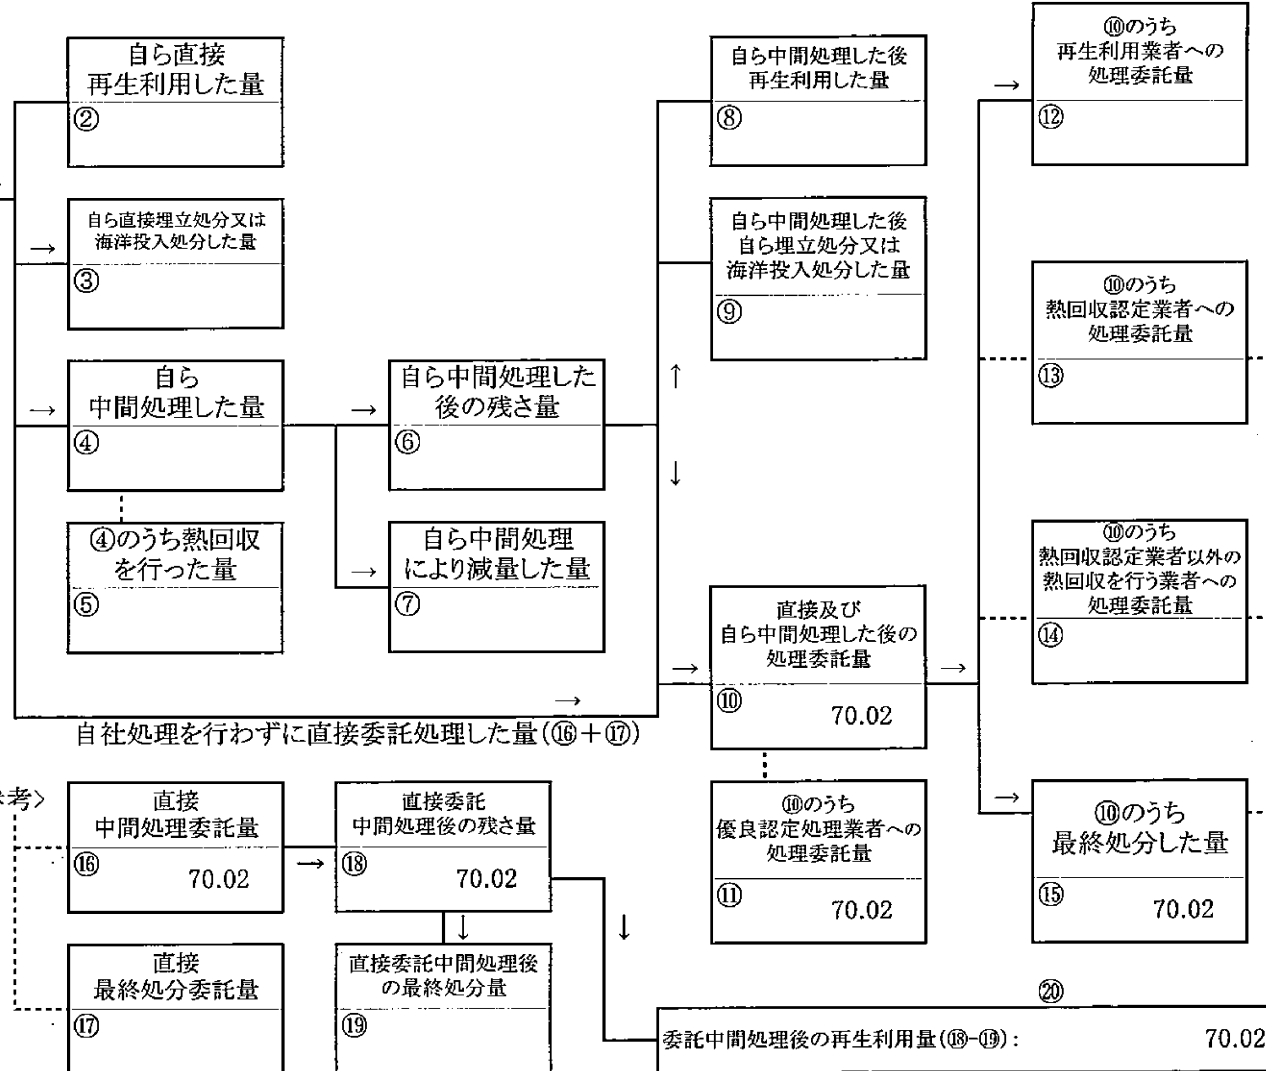 自ら直接
再生利用した量
②
自ら直接埋立処分又は
海洋投入処分した量
→
③
自ら
中間処理した量
→
④
④のうち熱回収
を行った量
⑤
自ら中間処理した
後の残さ量
→
⑥
自ら中間処理
により減量した量
→
⑦
自ら中間処理した後
再生利用した量
⑧
自ら中間処理した後
自ら埋立処分又は
海洋投入処分した量
⑨
↑
↓
→
自社処理を行わずに直接委託処理した量(⑯+⑰)
直接及び
自ら中間処理した後の
処理委託量
→
⑩
70.02
→
⑩のうち
優良認定処理業者への
処理委託量
⑪
70.02
⑩のうち
再生利用業者への
処理委託量
→
⑫
⑩のうち
熱回収認定業者への
処理委託量
⑬
⑩のうち
熱回収認定業者以外の
熱回収を行う業者への
処理委託量
⑭
⑩のうち
最終処分した量
→
⑮
70.02
考〉
直接
中間処理委託量
⑯
70.02
→
直接委託
中間処理後の残さ量
⑱
70.02
↓
↓
直接
最終処分委託量
⑰
直接委託中間処理後
の最終処分量
⑲
⑳
委託中間処理後の再生利用量(⑱-⑲): 70.02